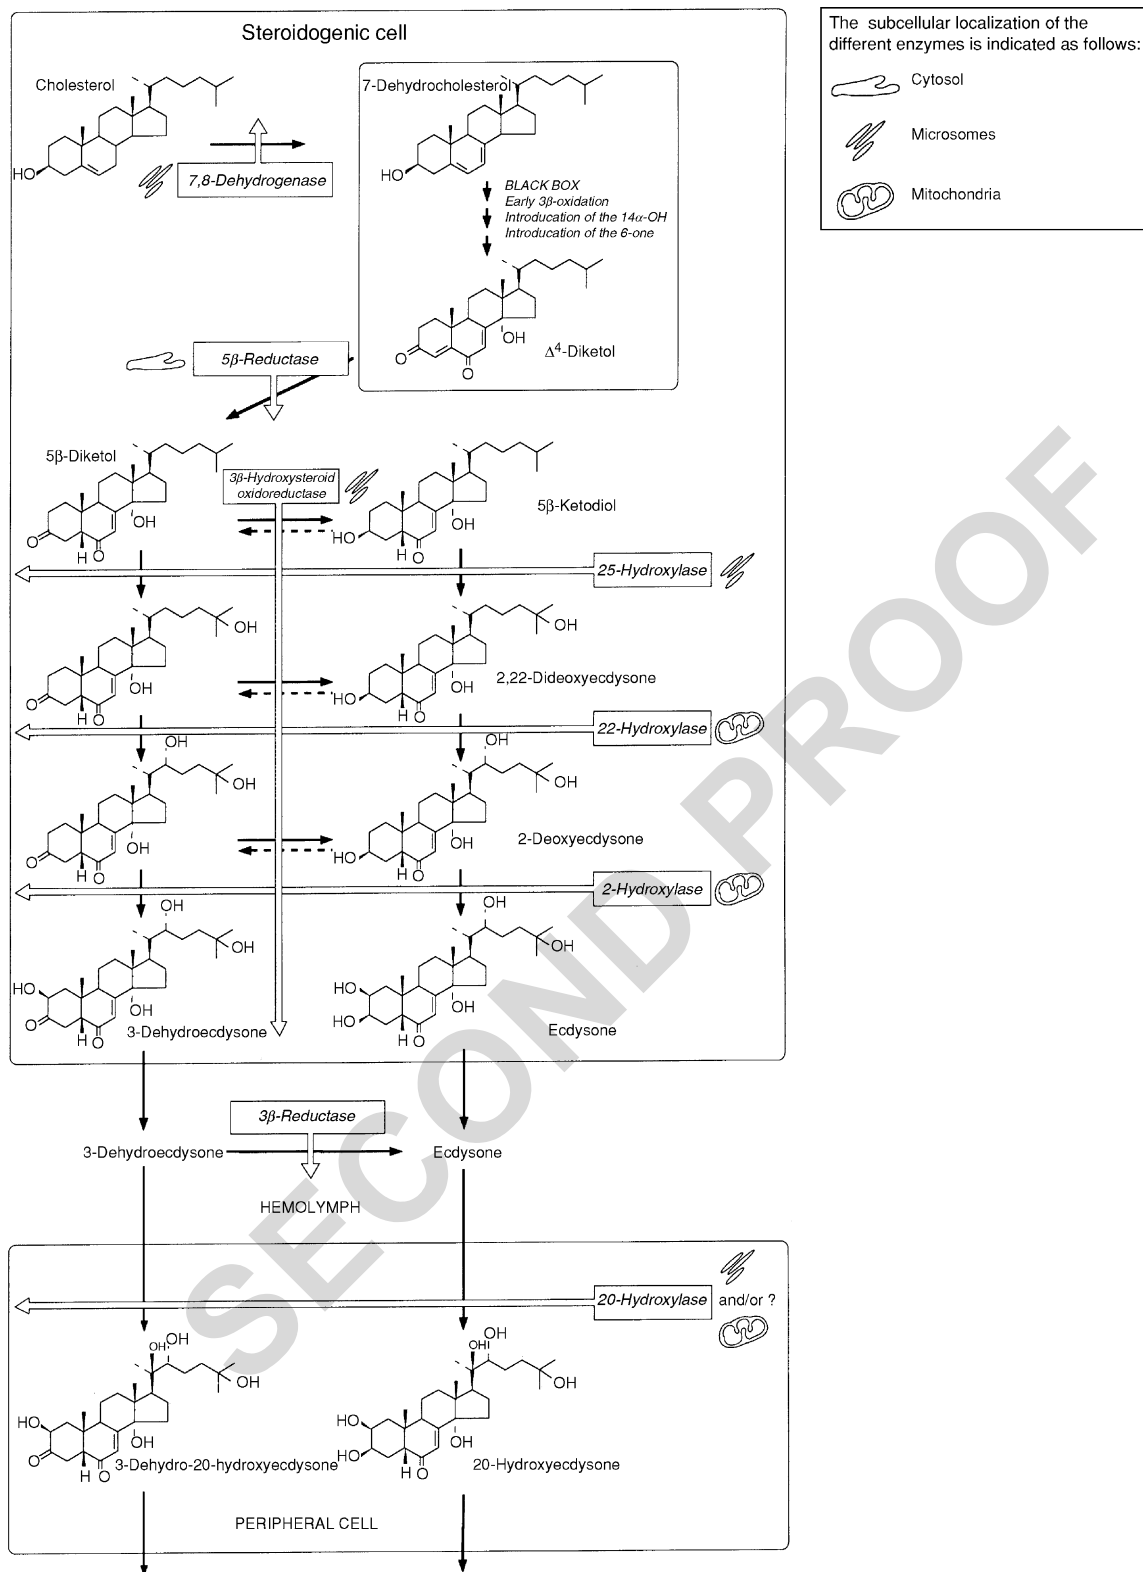 Steroidogenic cell
The subcellular localization of the
different enzymes is indicated as follows:
Cytosol
Microsomes
Mitochondria
Cholesterol
7-Dehydrocholesterol
HO
HO
7,8-Dehydrogenase
BLACK BOX
Early 3β-oxidation
Introducation of the 14α-OH
Introducation of the 6-one
OH
O
O
Δ4-Diketol
5β-Reductase
5β-Diketol
3β-Hydroxysteroid
oxidoreductase
5β-Ketodiol
OH
O
H
O
OH
HO
H
O
25-Hydroxylase
OH
OH
O
H
O
OH
2,22-Dideoxyecdysone
OH
HO
H
O
22-Hydroxylase
OH
OH
OH
O
H
O
OH
OH
2-Deoxyecdysone
OH
HO
H
O
2-Hydroxylase
OH
OH
HO
OH
O
H
O
3-Dehydroecdysone
OH
OH
HO
OH
HO
H
O
Ecdysone
3β-Reductase
3-Dehydroecdysone
Ecdysone
HEMOLYMPH
20-Hydroxylase
and/or ?
OH
OH
OH
HO
OH
O
H
O
3-Dehydro-20-hydroxyecdysone
OH
OH
OH
HO
OH
HO
H
O
20-Hydroxyecdysone
PERIPHERAL CELL
SECOND PROOF